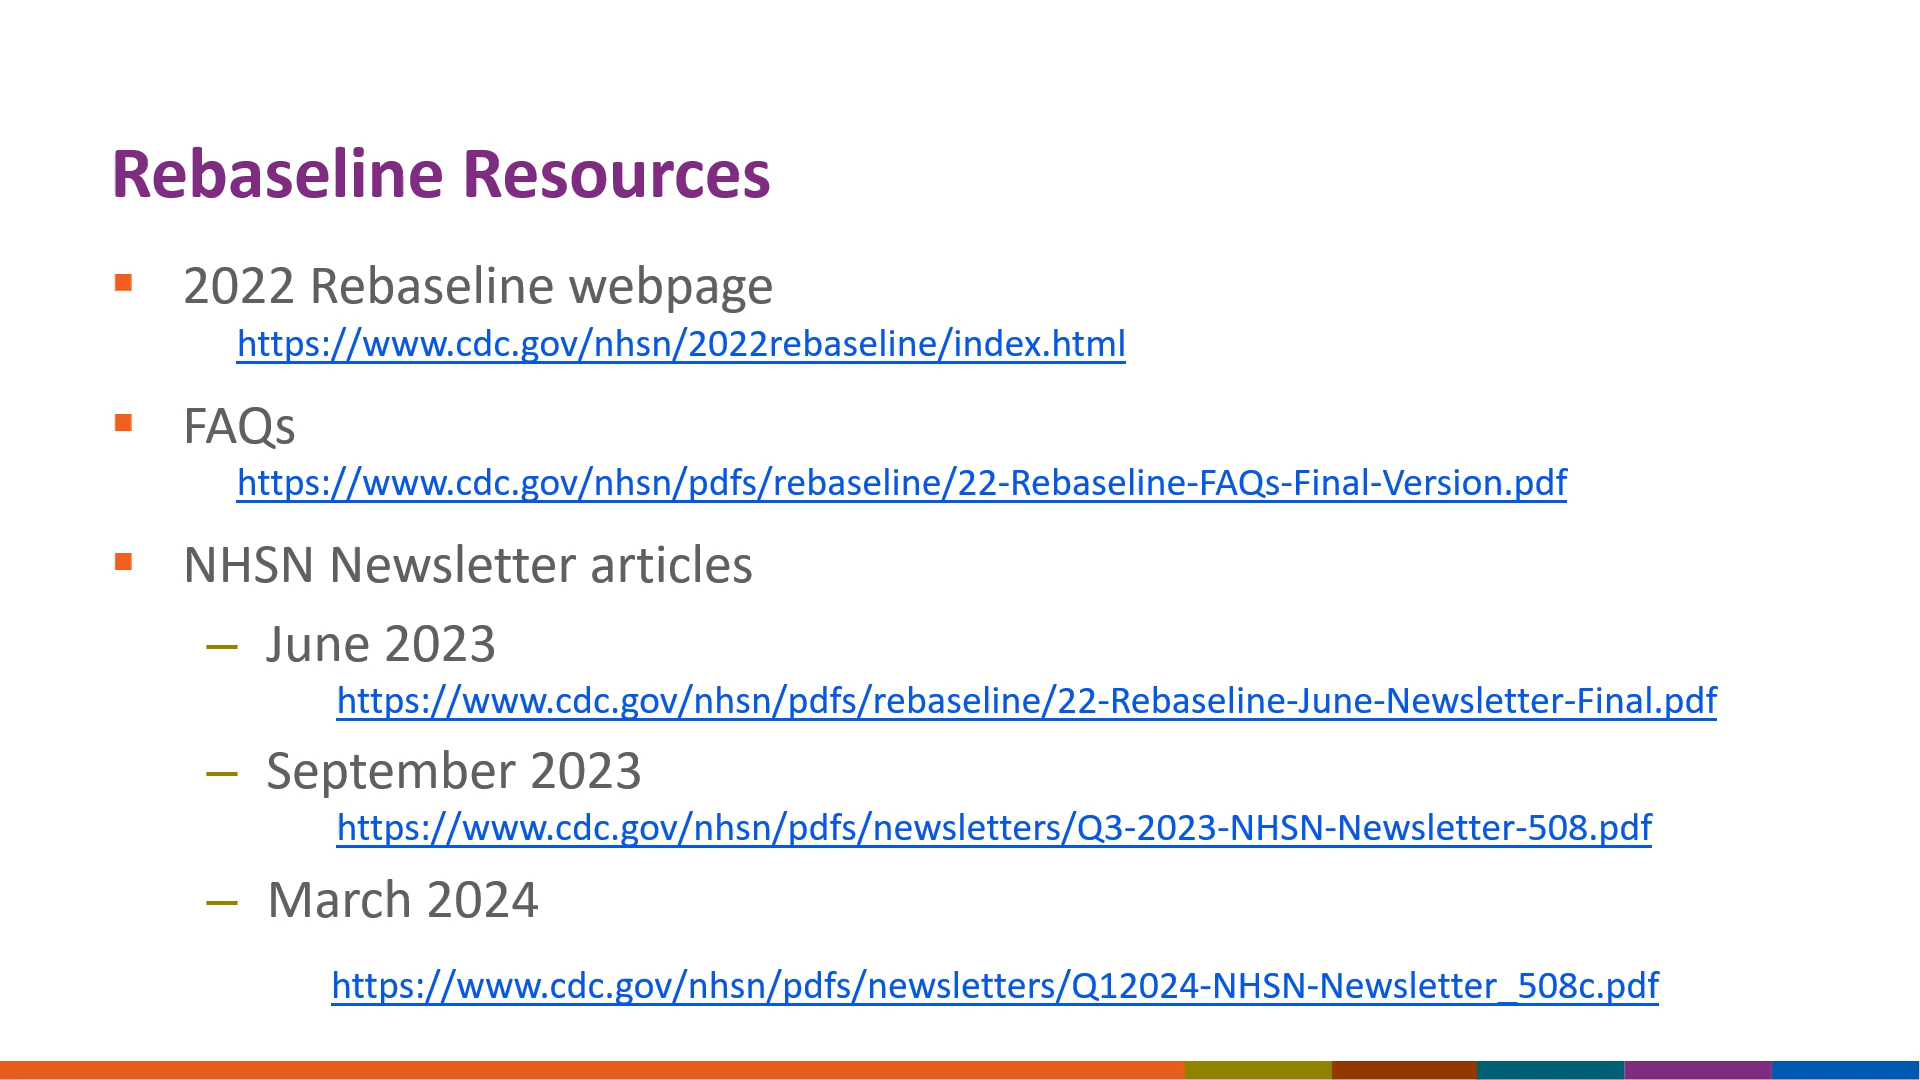 Rebaseline Resources
▪ 2022 Rebaseline webpage
https://www.cdc.gov/nhsn/2022rebaseline/index.html
▪ FAQs
https://www.cdc.gov/nhsn/pdfs/rebaseline/22-Rebaseline-FAQs-Final-Version.pdf
▪ NHSN Newsletter articles
– June 2023
https://www.cdc.gov/nhsn/pdfs/rebaseline/22-Rebaseline-June-Newsletter-Final.pdf
– September 2023
https://www.cdc.gov/nhsn/pdfs/newsletters/Q3-2023-NHSN-Newsletter-508.pdf
– March 2024
https://www.cdc.gov/nhsn/pdfs/newsletters/Q12024-NHSN-Newsletter_508c.pdf